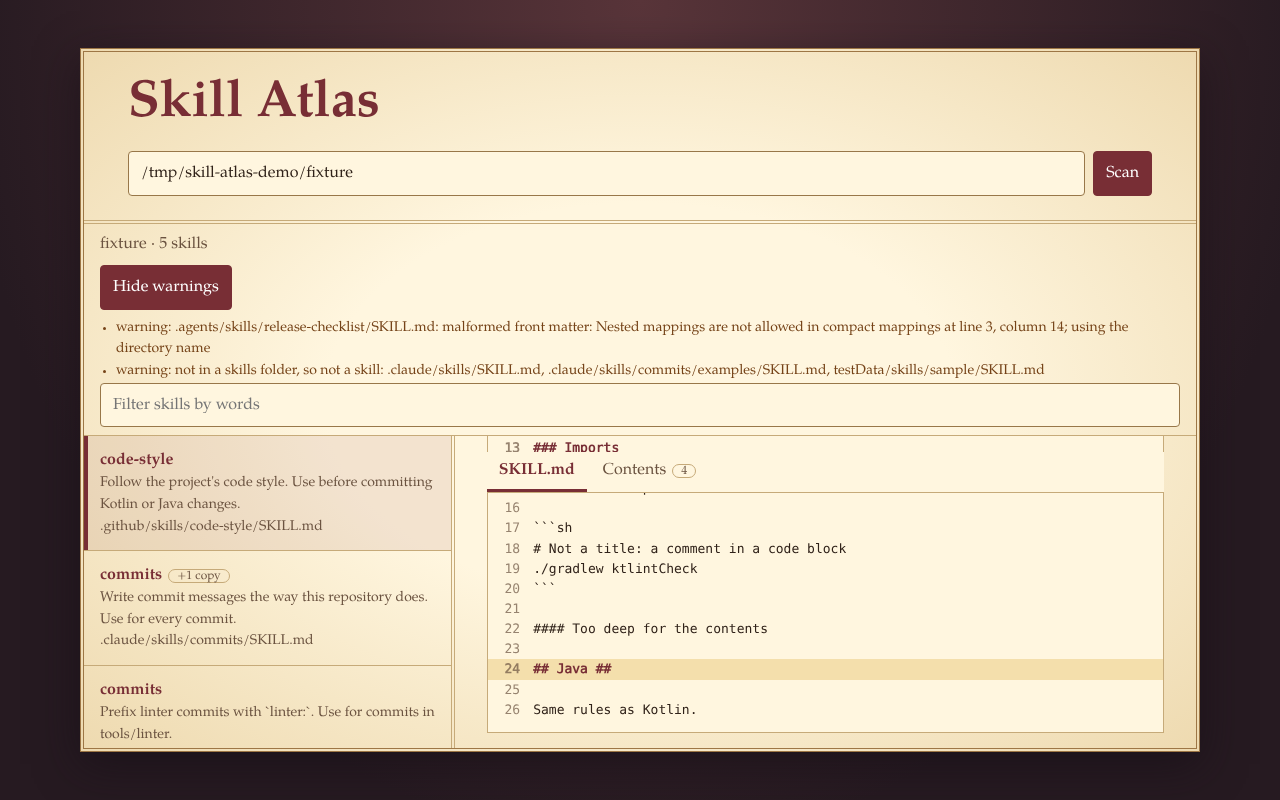 Skill Atlas
/tmp/skill-atlas-demo/fixture
Scan
fixture · 5 skills
Hide warnings
• warning: .agents/skills/release-checklist/SKILL.md: malformed front matter: Nested mappings are not allowed in compact mappings at line 3, column 14; using the
directory name
• warning: not in a skills folder, so not a skill: .claude/skills/SKILL.md, .claude/skills/commits/examples/SKILL.md, testData/skills/sample/SKILL.md
Filter skills by words
code-style
Follow the project's code style. Use before committing
Kotlin or Java changes.
.github/skills/code-style/SKILL.md
commits +1 copy
Write commit messages the way this repository does.
Use for every commit.
.claude/skills/commits/SKILL.md
commits
Prefix linter commits with `linter:`. Use for commits in
tools/linter.
13 ### Imports
SKILL.md Contents 4
16
17 ```sh
18 # Not a title: a comment in a code block
19 ./gradlew ktlintCheck
20 ```
21
22 #### Too deep for the contents
23
24 ## Java ##
25
26 Same rules as Kotlin.